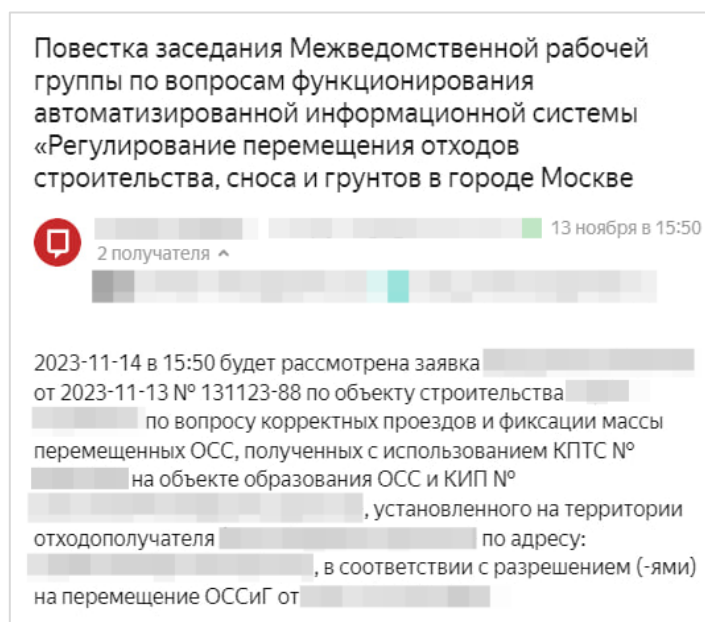 Повестка заседания Межведомственной рабочей
группы по вопросам функционирования
автоматизированной информационной системы
«Регулирование перемещения отходов
строительства, сноса и грунтов в городе Москве
13 ноября в 15:50
2 получателя
2023-11-14 в 15:50 будет рассмотрена заявка
от 2023-11-13 № 131123-88 по объекту строительства
по вопросу корректных проездов и фиксации массы
перемещенных ОСС, полученных с использованием КПТС №
на объекте образования ОСС и КИП №
, установленного на территории
отходополучателя по адресу:
, в соответствии с разрешением (-ями)
на перемещение ОССиГ от